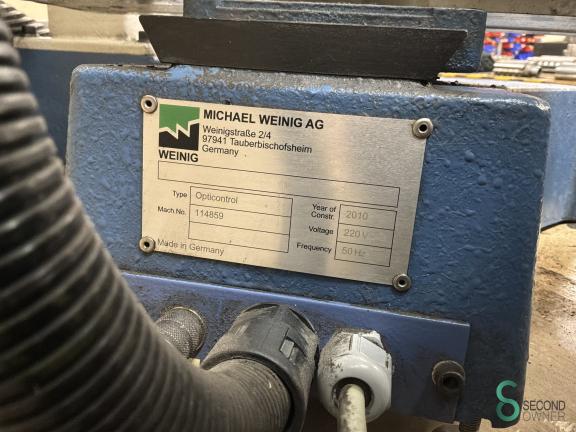 MICHAEL WEINIG AG
Weinigstraße 2/4
97941 Tauberbischofsheim
Germany
WEINIG
Type Opticontrol
Mach.No. 114859
Year of Constr. 2010
Voltage 220 V~
Frequency 50 Hz
Made in Germany
SECOND
OWNER